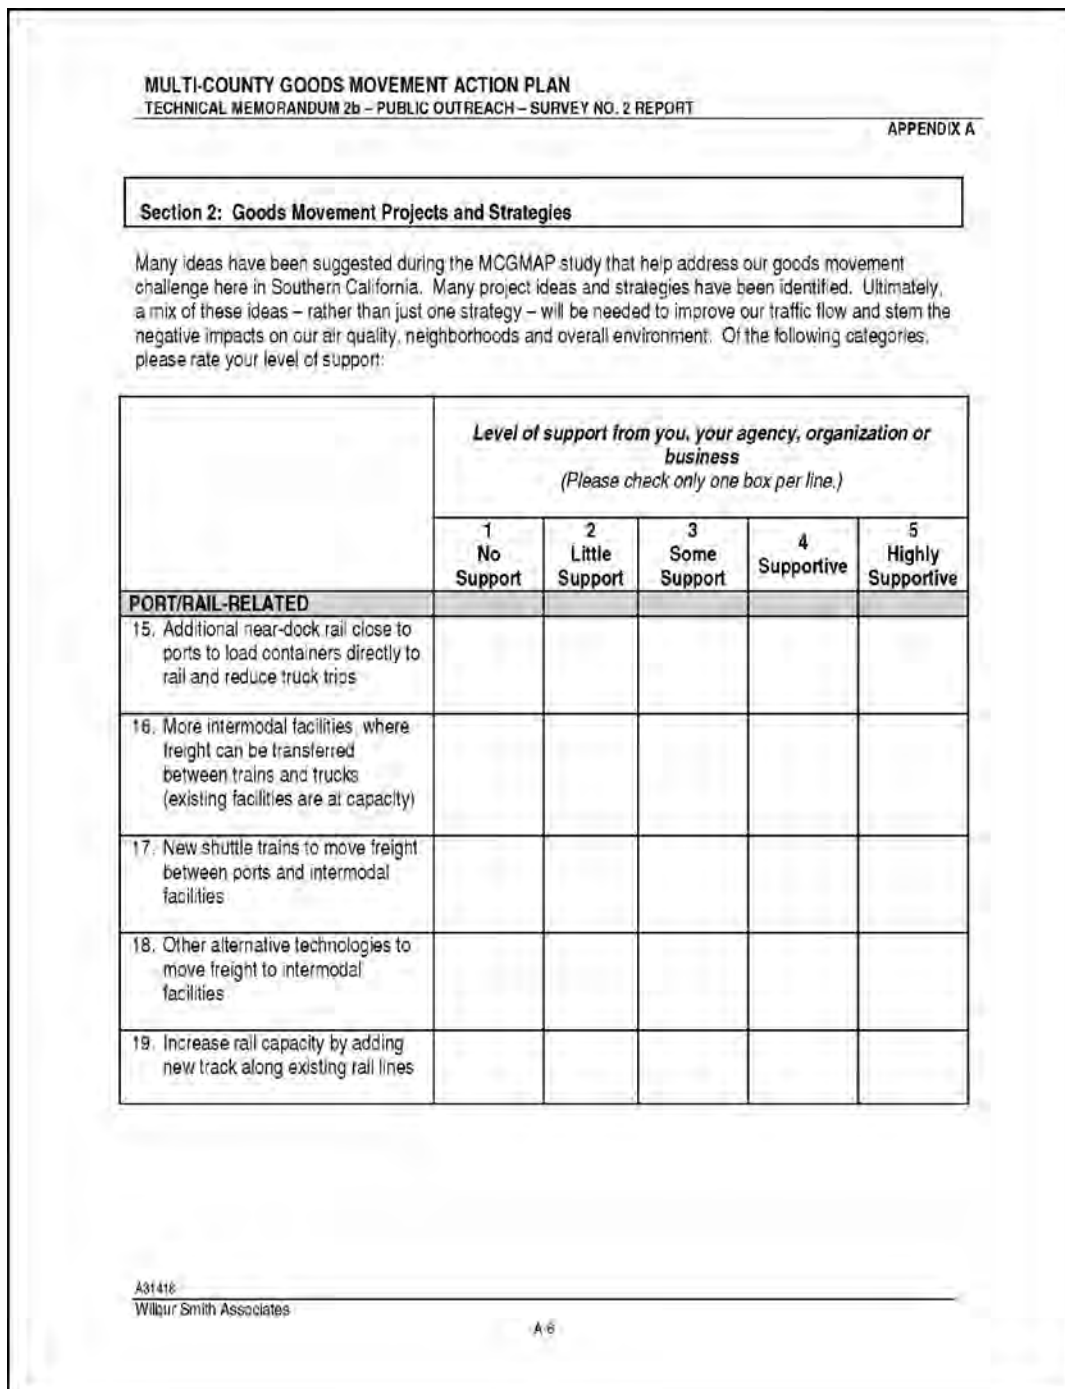 MULTI-COUNTY GOODS MOVEMENT ACTION PLAN
TECHNICAL MEMORANDUM 2b – PUBLIC OUTREACH – SURVEY NO. 2 REPORT
APPENDIX A
Section 2: Goods Movement Projects and Strategies
Many ideas have been suggested during the MCGMAP study that help address our goods movement
challenge here in Southern California. Many project ideas and strategies have been identified. Ultimately,
a mix of these ideas – rather than just one strategy – will be needed to improve our traffic flow and stem the
negative impacts on our air quality, neighborhoods and overall environment. Of the following categories,
please rate your level of support:
Level of support from you, your agency, organization or
business
(Please check only one box per line.)
1
No
Support
2
Little
Support
3
Some
Support
4
Supportive
5
Highly
Supportive
PORT/RAIL-RELATED
15. Additional near-dock rail close to
ports to load containers directly to
rail and reduce truck trips
16. More intermodal facilities, where
freight can be transferred
between trains and trucks
(existing facilities are at capacity)
17. New shuttle trains to move freight
between ports and intermodal
facilities
18. Other alternative technologies to
move freight to intermodal
facilities
19. Increase rail capacity by adding
new track along existing rail lines
A31418
Wilbur Smith Associates
A-6